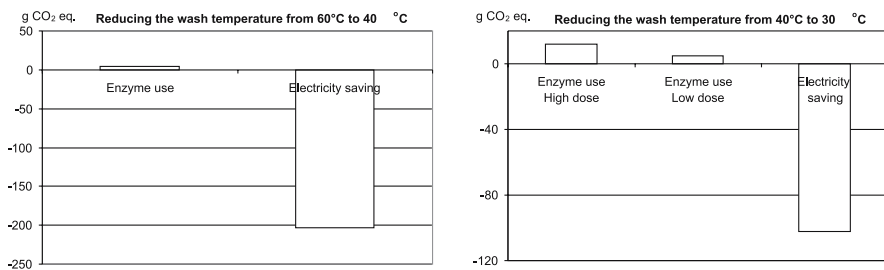 g CO₂ eq. Reducing the wash temperature from 60°C to 40 °C
50
0
Enzyme use Electricity saving
-50
-100
-150
-200
-250
g CO₂ eq. Reducing the wash temperature from 40°C to 30 °C
0
Enzyme use Enzyme use Electricity
High dose Low dose saving
-40
-80
-120